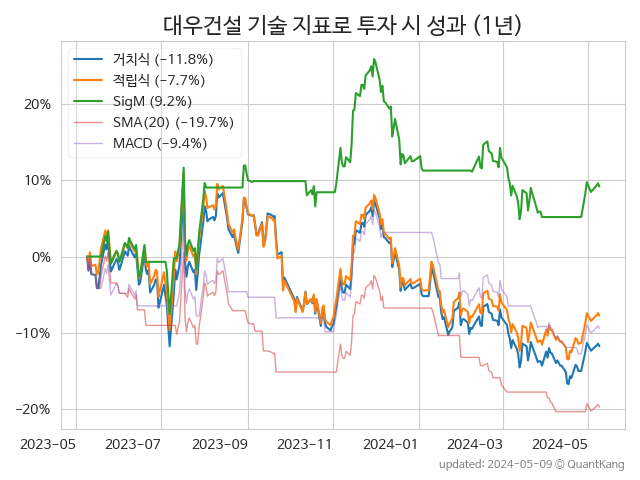 대우건설 기술 지표로 투자 시 성과 (1년)
거치식 (−11.8%)
적립식 (−7.7%)
SigM (9.2%)
SMA(20) (−19.7%)
MACD (−9.4%)
20%
10%
0%
−10%
−20%
2023-05 2023-07 2023-09 2023-11 2024-01 2024-03 2024-05
updated: 2024-05-09 ⓒ QuantKang